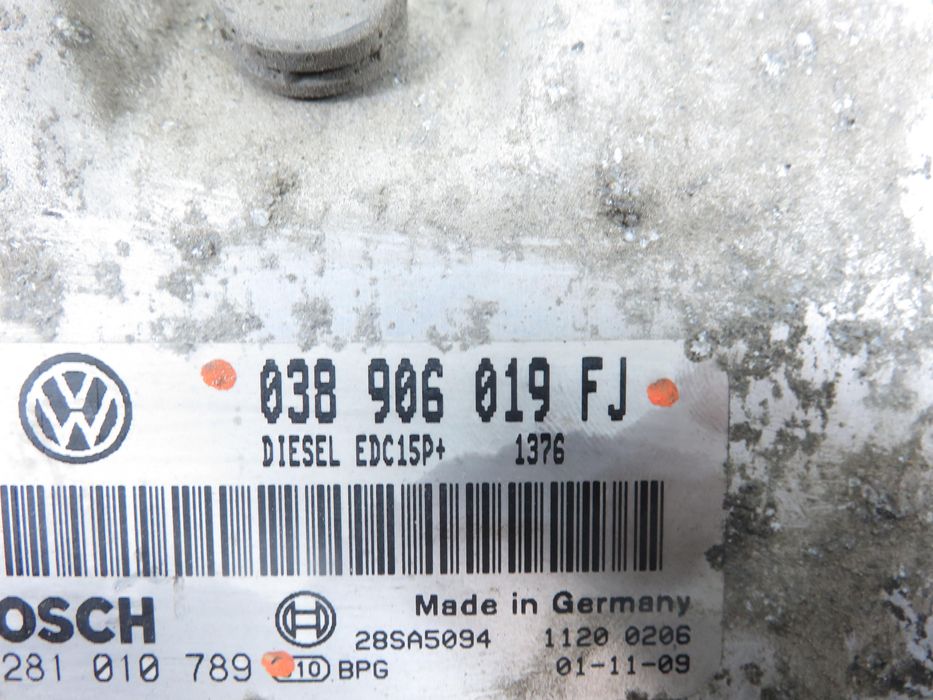 038 906 019 FJ
DIESEL EDC15P+ 1376
OSCH
Made in Germany
28SA5094 1120 0206
281 010 789 10 BPG 01-11-09